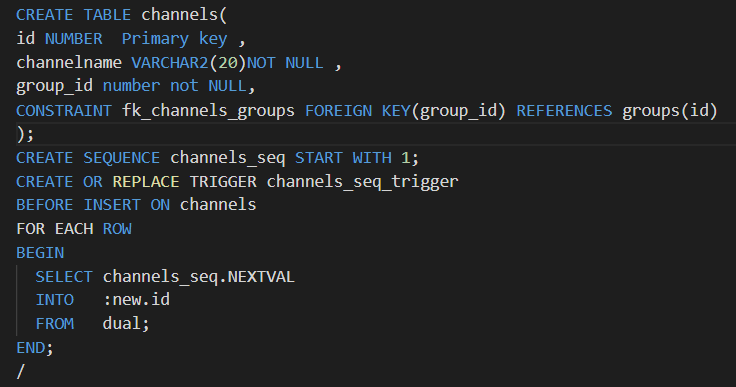 CREATE TABLE channels(
id NUMBER  Primary key ,
channelname VARCHAR2(20)NOT NULL ,
group_id number not NULL,
CONSTRAINT fk_channels_groups FOREIGN KEY(group_id) REFERENCES groups(id)
);
CREATE SEQUENCE channels_seq START WITH 1;
CREATE OR REPLACE TRIGGER channels_seq_trigger
BEFORE INSERT ON channels
FOR EACH ROW
BEGIN
  SELECT channels_seq.NEXTVAL
  INTO   :new.id
  FROM   dual;
END;
/